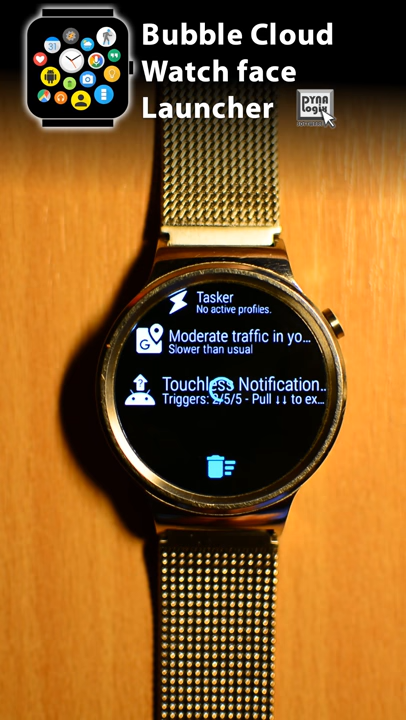 Bubble Cloud
Watch face
Launcher
DYNA
LogiX
Tasker
No active profiles.
Moderate traffic in yo...
Slower than usual
Touchless Notification..
Triggers: 2/5/5 - Pull ↓↓ to ex...